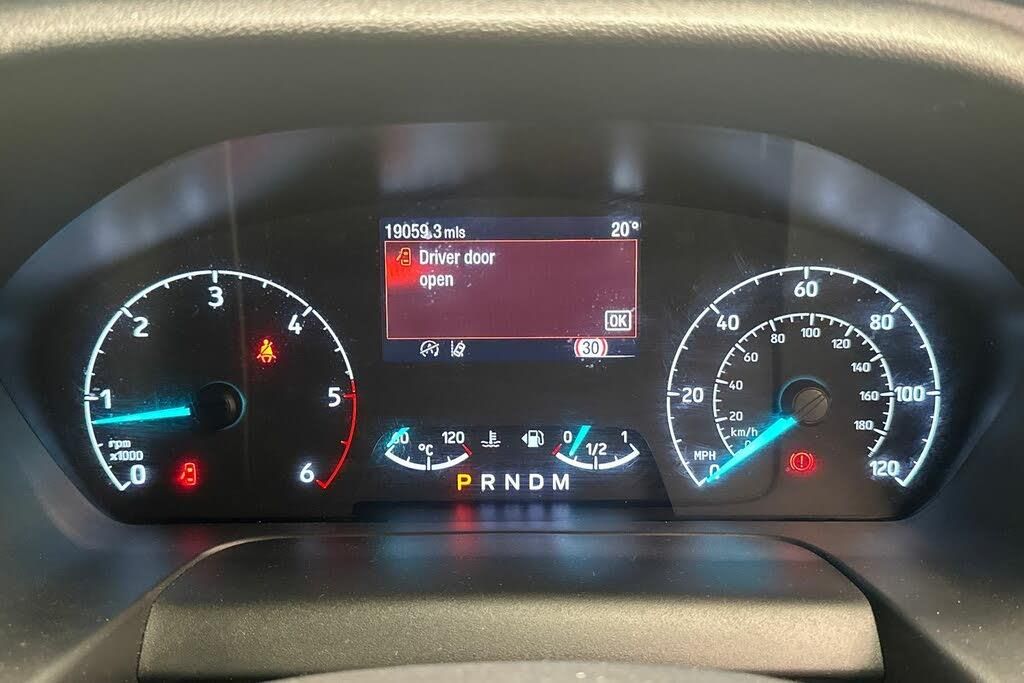 19059.3 mls 20°
Driver door
open
OK
30
0 1 2 3 4 5 6
rpm
x1000
60 120
°C
0 1/2 1
P R N D M
0 20 40 60 80 100 120
MPH
20 40 60 80 100 120 140 160 180
km/h